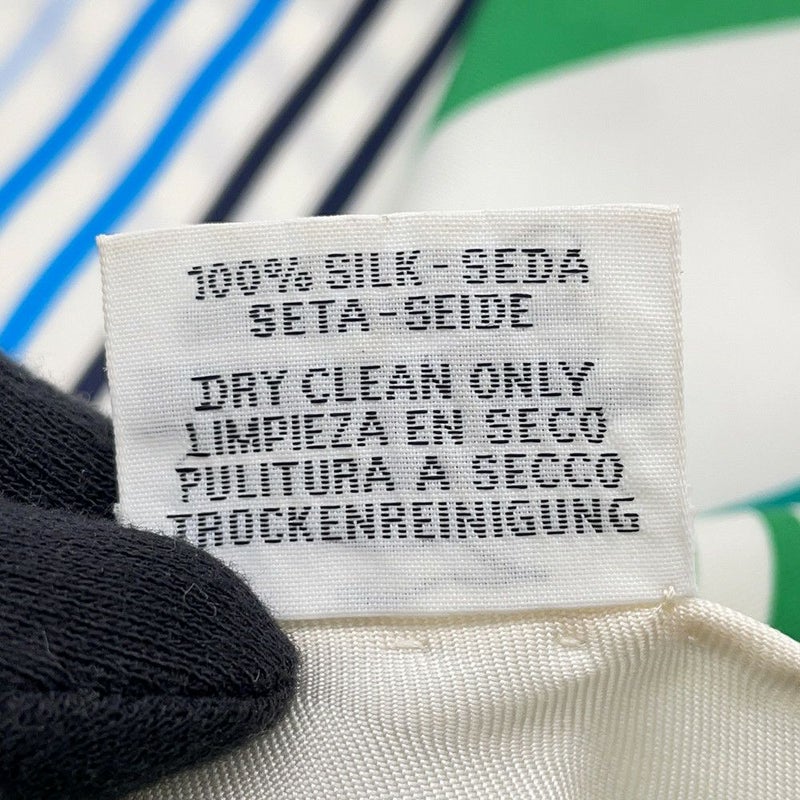 100% SILK-SEDA
SETA-SEIDE
DRY CLEAN ONLY
LIMPIEZA EN SECO
PULITURA A SECCO
TROCKENREINIGUNG